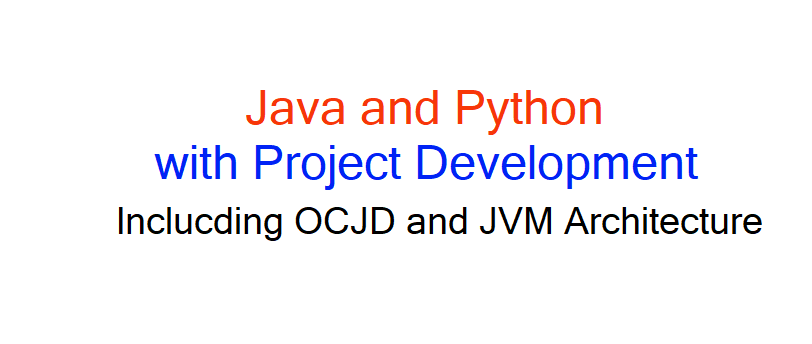 Java and Python
with Project Development
Inclucding OCJD and JVM Architecture